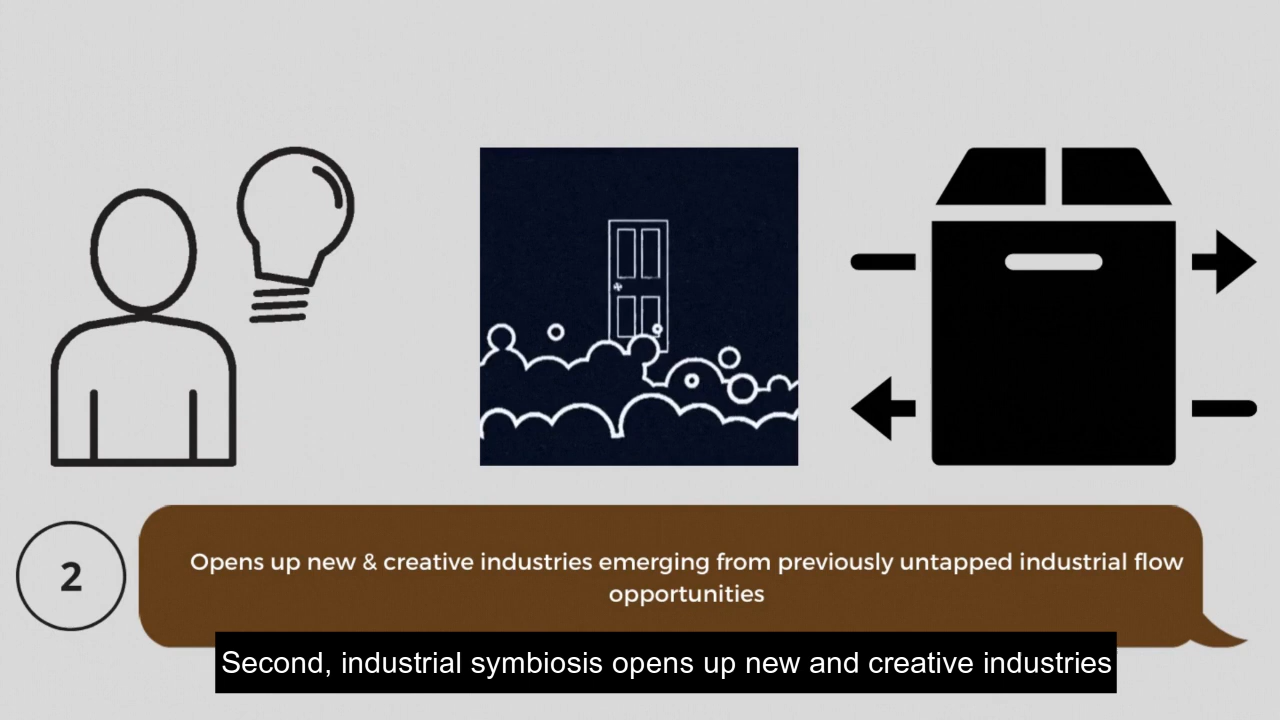 2
Opens up new & creative industries emerging from previously untapped industrial flow
opportunities
Second, industrial symbiosis opens up new and creative industries